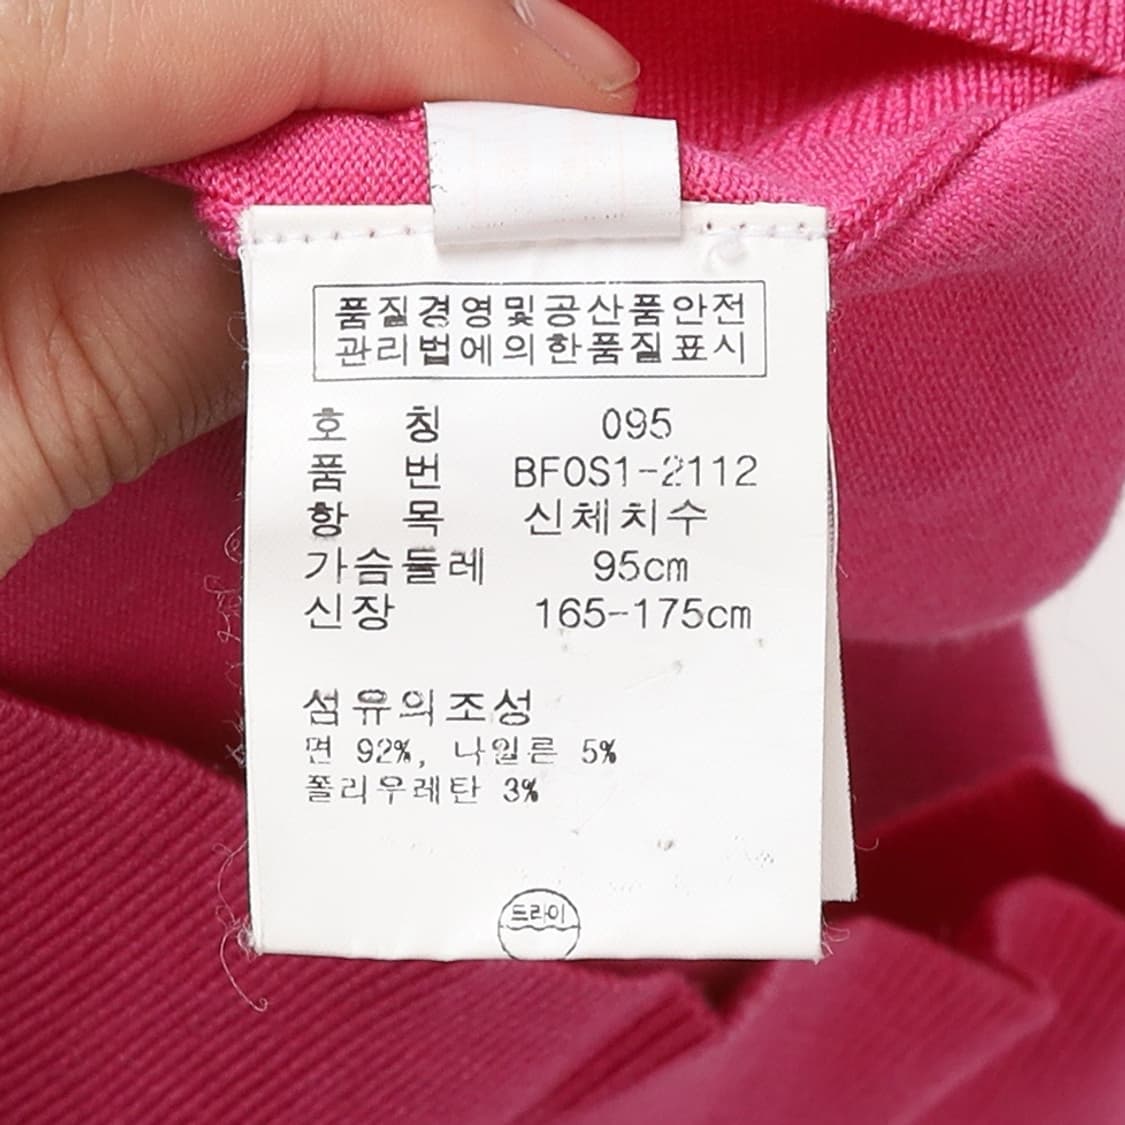 품질경영및공산품안전
관리법에의한품질표시
호 칭 095
품 번 BF0S1-2112
항 목 신체치수
가슴둘레 95cm
신장 165-175cm
섬유의조성
면 92%, 나일론 5%
폴리우레탄 3%
드라이